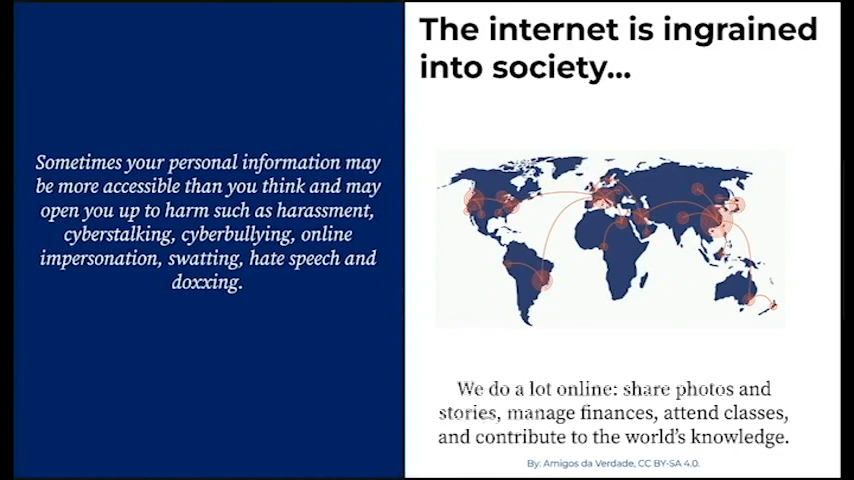 Sometimes your personal information may
be more accessible than you think and may
open you up to harm such as harassment,
cyberstalking, cyberbullying, online
impersonation, swatting, hate speech and
doxxing.
The internet is ingrained
into society...
We do a lot online: share photos and
stories, manage finances, attend classes,
and contribute to the world's knowledge.
By: Amigos da Verdade, CC BY-SA 4.0.